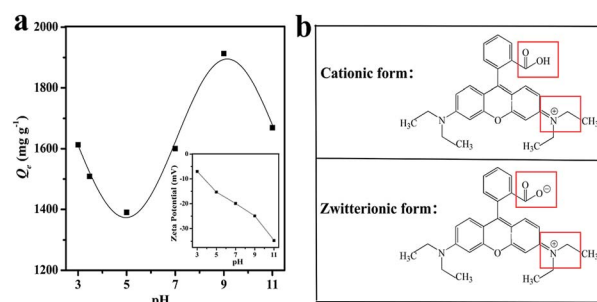 a
2000
1800
1600
1400
1200
Qe (mg g⁻¹)
3
5
7
9
11
pH
0
-10
-20
-30
Zeta Potential (mV)
3 5 7 9 11
pH
b
Cationic form:
O
OH
H₃C
N
O
N
CH₃
CH₃
H₃C
Zwitterionic form:
O
O
H₃C
N
O
N
CH₃
CH₃
H₃C